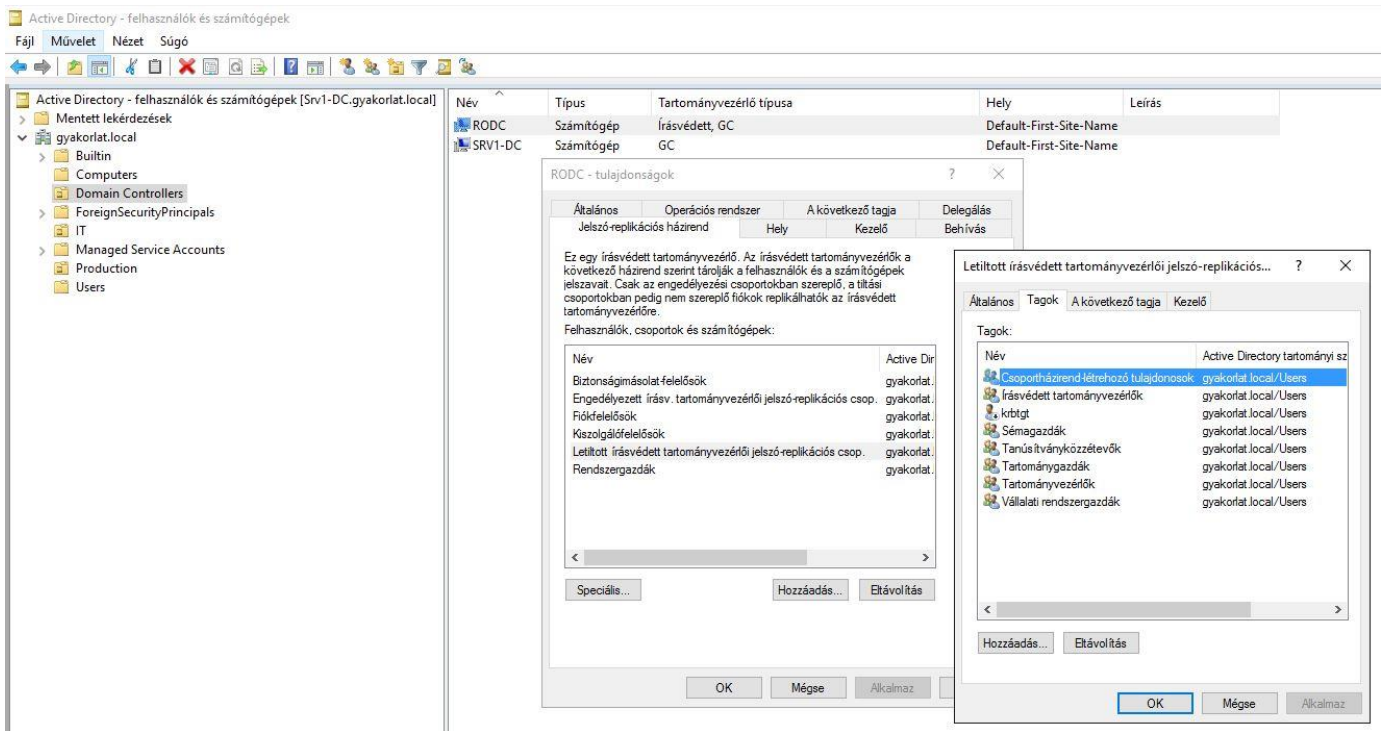 Active Directory - felhasználók és számítógépek
Fájl Művelet Nézet Súgó
Active Directory - felhasználók és számítógépek [Srv1-DC.gyakorlat.local]
Mentett lekérdezések
gyakorlat.local
Builtin
Computers
Domain Controllers
ForeignSecurityPrincipals
IT
Managed Service Accounts
Production
Users
Név Típus Tartományvezérlő típusa Hely Leírás
RODC Számítógép Írásvédett, GC Default-First-Site-Name
SRV1-DC Számítógép GC Default-First-Site-Name
RODC - tulajdonságok ?
Általános Operációs rendszer A következő tagja Delegálás
Jelszó-replikációs házirend Hely Kezelő Behívás
Ez egy írásvédett tartományvezérlő. Az írásvédett tartományvezérlők a
következő házirend szerint tárolják a felhasználók és a számítógépek
jelszavait. Csak az engedélyezési csoportokban szereplő, a tiltási
csoportokban pedig nem szereplő fiókok replikálhatók az írásvédett
tartományvezérlőre.
Felhasználók, csoportok és számítógépek:
Név Active Dir
Biztonságimásolat-felelősök gyakorlat.
Engedélyezett írásv. tartományvezérlői jelszó-replikációs csop. gyakorlat.
Fiókfelelősök gyakorlat.
Kiszolgálófelelősök gyakorlat.
Letiltott írásvédett tartományvezérlői jelszó-replikációs csop. gyakorlat.
Rendszergazdák gyakorlat.
Speciális... Hozzáadás... Eltávolítás
OK Mégse Alkalmaz
Letiltott írásvédett tartományvezérlői jelszó-replikációs... ?
Általános Tagok A következő tagja Kezelő
Tagok:
Név Active Directory tartományi sz
Csoportházirend-létrehozó tulajdonosok gyakorlat.local/Users
Írásvédett tartományvezérlők gyakorlat.local/Users
krbtgt gyakorlat.local/Users
Sémagazdák gyakorlat.local/Users
Tanúsítványközzétevők gyakorlat.local/Users
Tartománygazdák gyakorlat.local/Users
Tartományvezérlők gyakorlat.local/Users
Vállalati rendszergazdák gyakorlat.local/Users
Hozzáadás... Eltávolítás
OK Mégse Alkalmaz